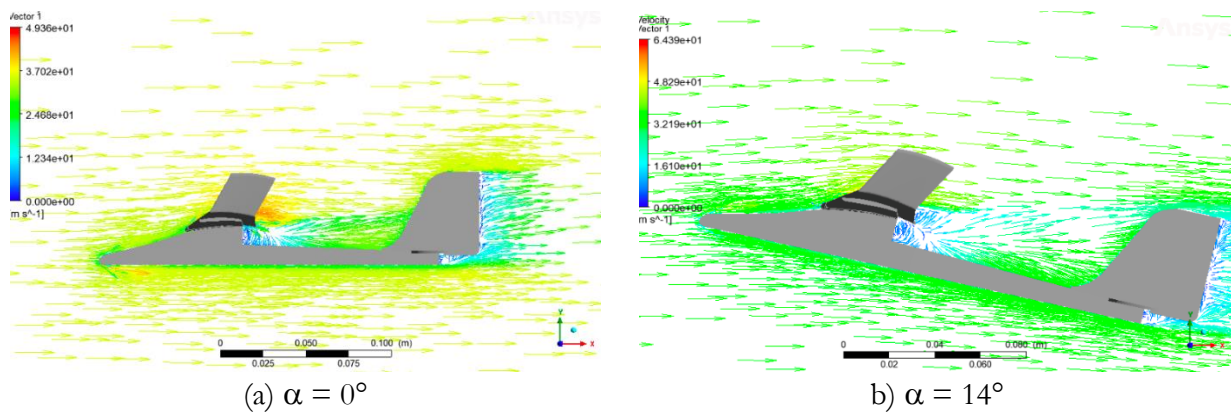 Vector 1
4.936e+01
3.702e+01
2.468e+01
1.234e+01
0.000e+00
[m s^-1]
Ansys
0 0.050 0.100 (m)
0.025 0.075
Y
X
(a) α = 0°
Velocity
Vector 1
6.439e+01
4.829e+01
3.219e+01
1.610e+01
0.000e+00
[m s^-1]
Ansys
0 0.04 0.080 (m)
0.02 0.060
Y
X
b) α = 14°